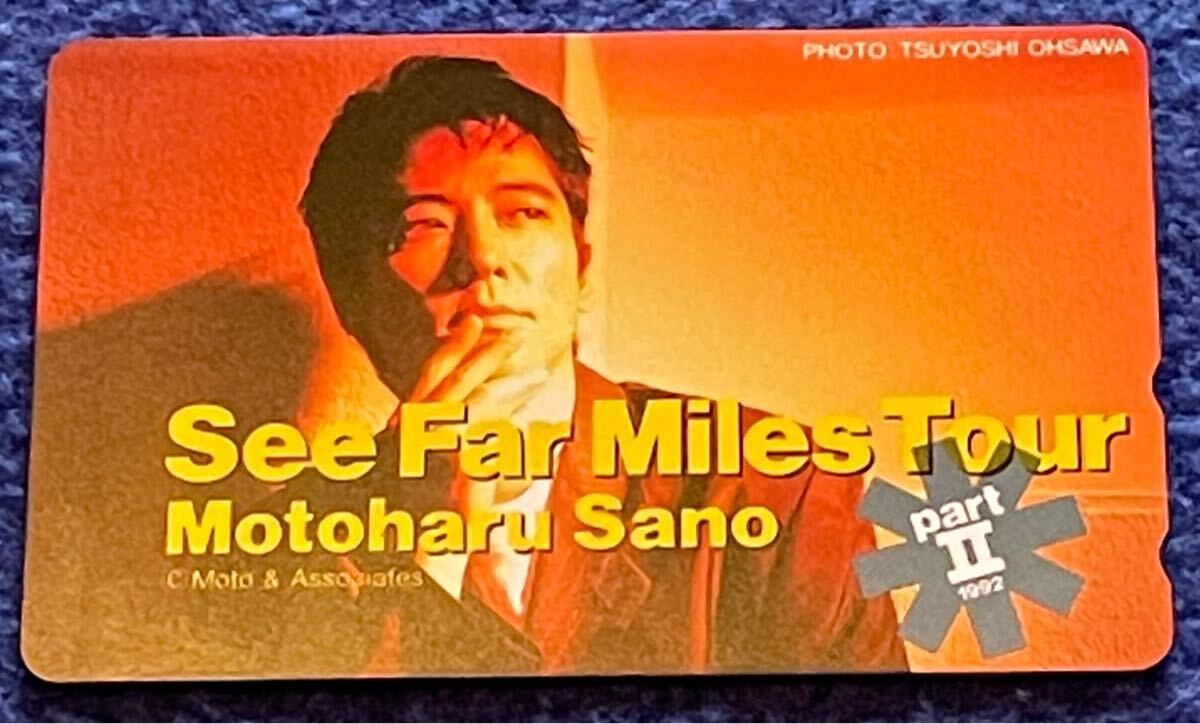 PHOTO TSUYOSHI OHSAWA
See Far Miles Tour
Motoharu Sano
C Moto & Associates
part
II
1992